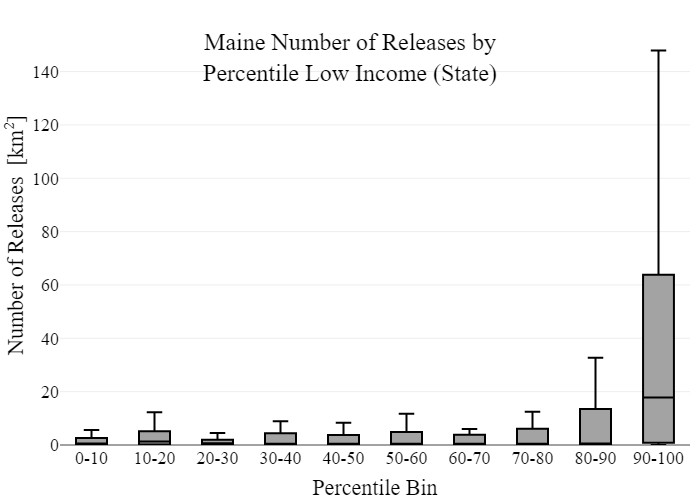 Maine Number of Releases by
Percentile Low Income (State)
Number of Releases [km²]
140
120
100
80
60
40
20
0
0-10 10-20 20-30 30-40 40-50 50-60 60-70 70-80 80-90 90-100
Percentile Bin